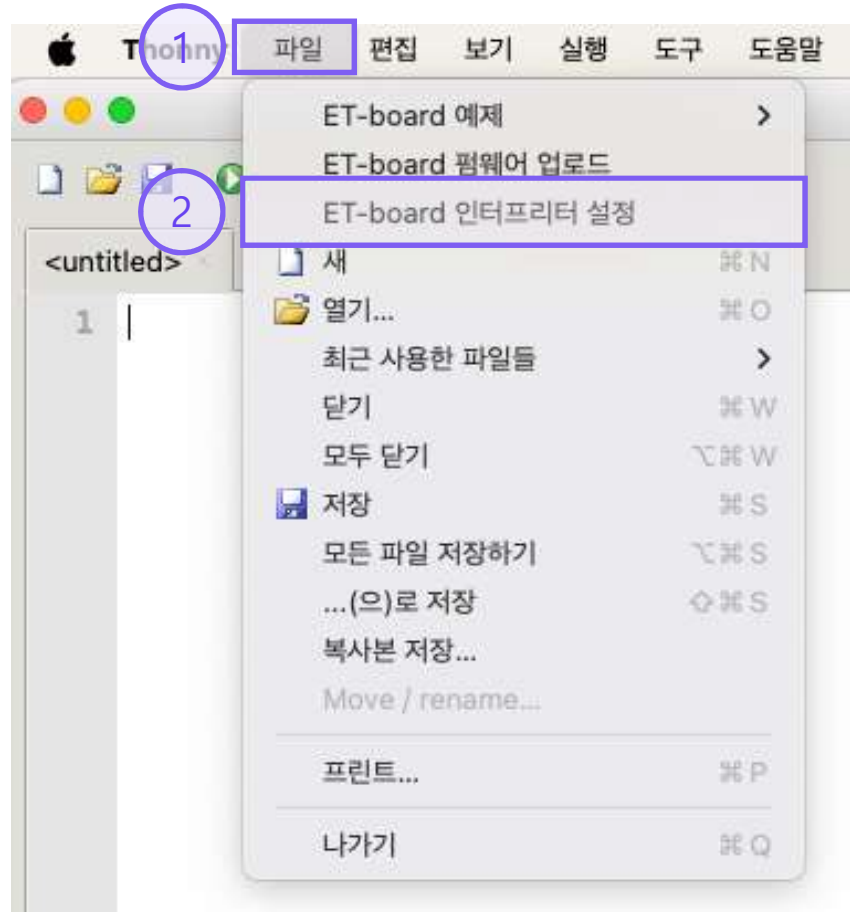 1
Thonny 파일 편집 보기 실행 도구 도움말
ET-board 예제 >
ET-board 펌웨어 업로드
2
ET-board 인터프리터 설정
<untitled>
새 ⌘ N
1
열기... ⌘ O
최근 사용한 파일들 >
닫기 ⌘ W
모두 닫기 ⌥⌘ W
저장 ⌘ S
모든 파일 저장하기 ⌥⌘ S
...(으)로 저장 ⇧⌘ S
복사본 저장...
Move / rename...
프린트... ⌘ P
나가기 ⌘ Q